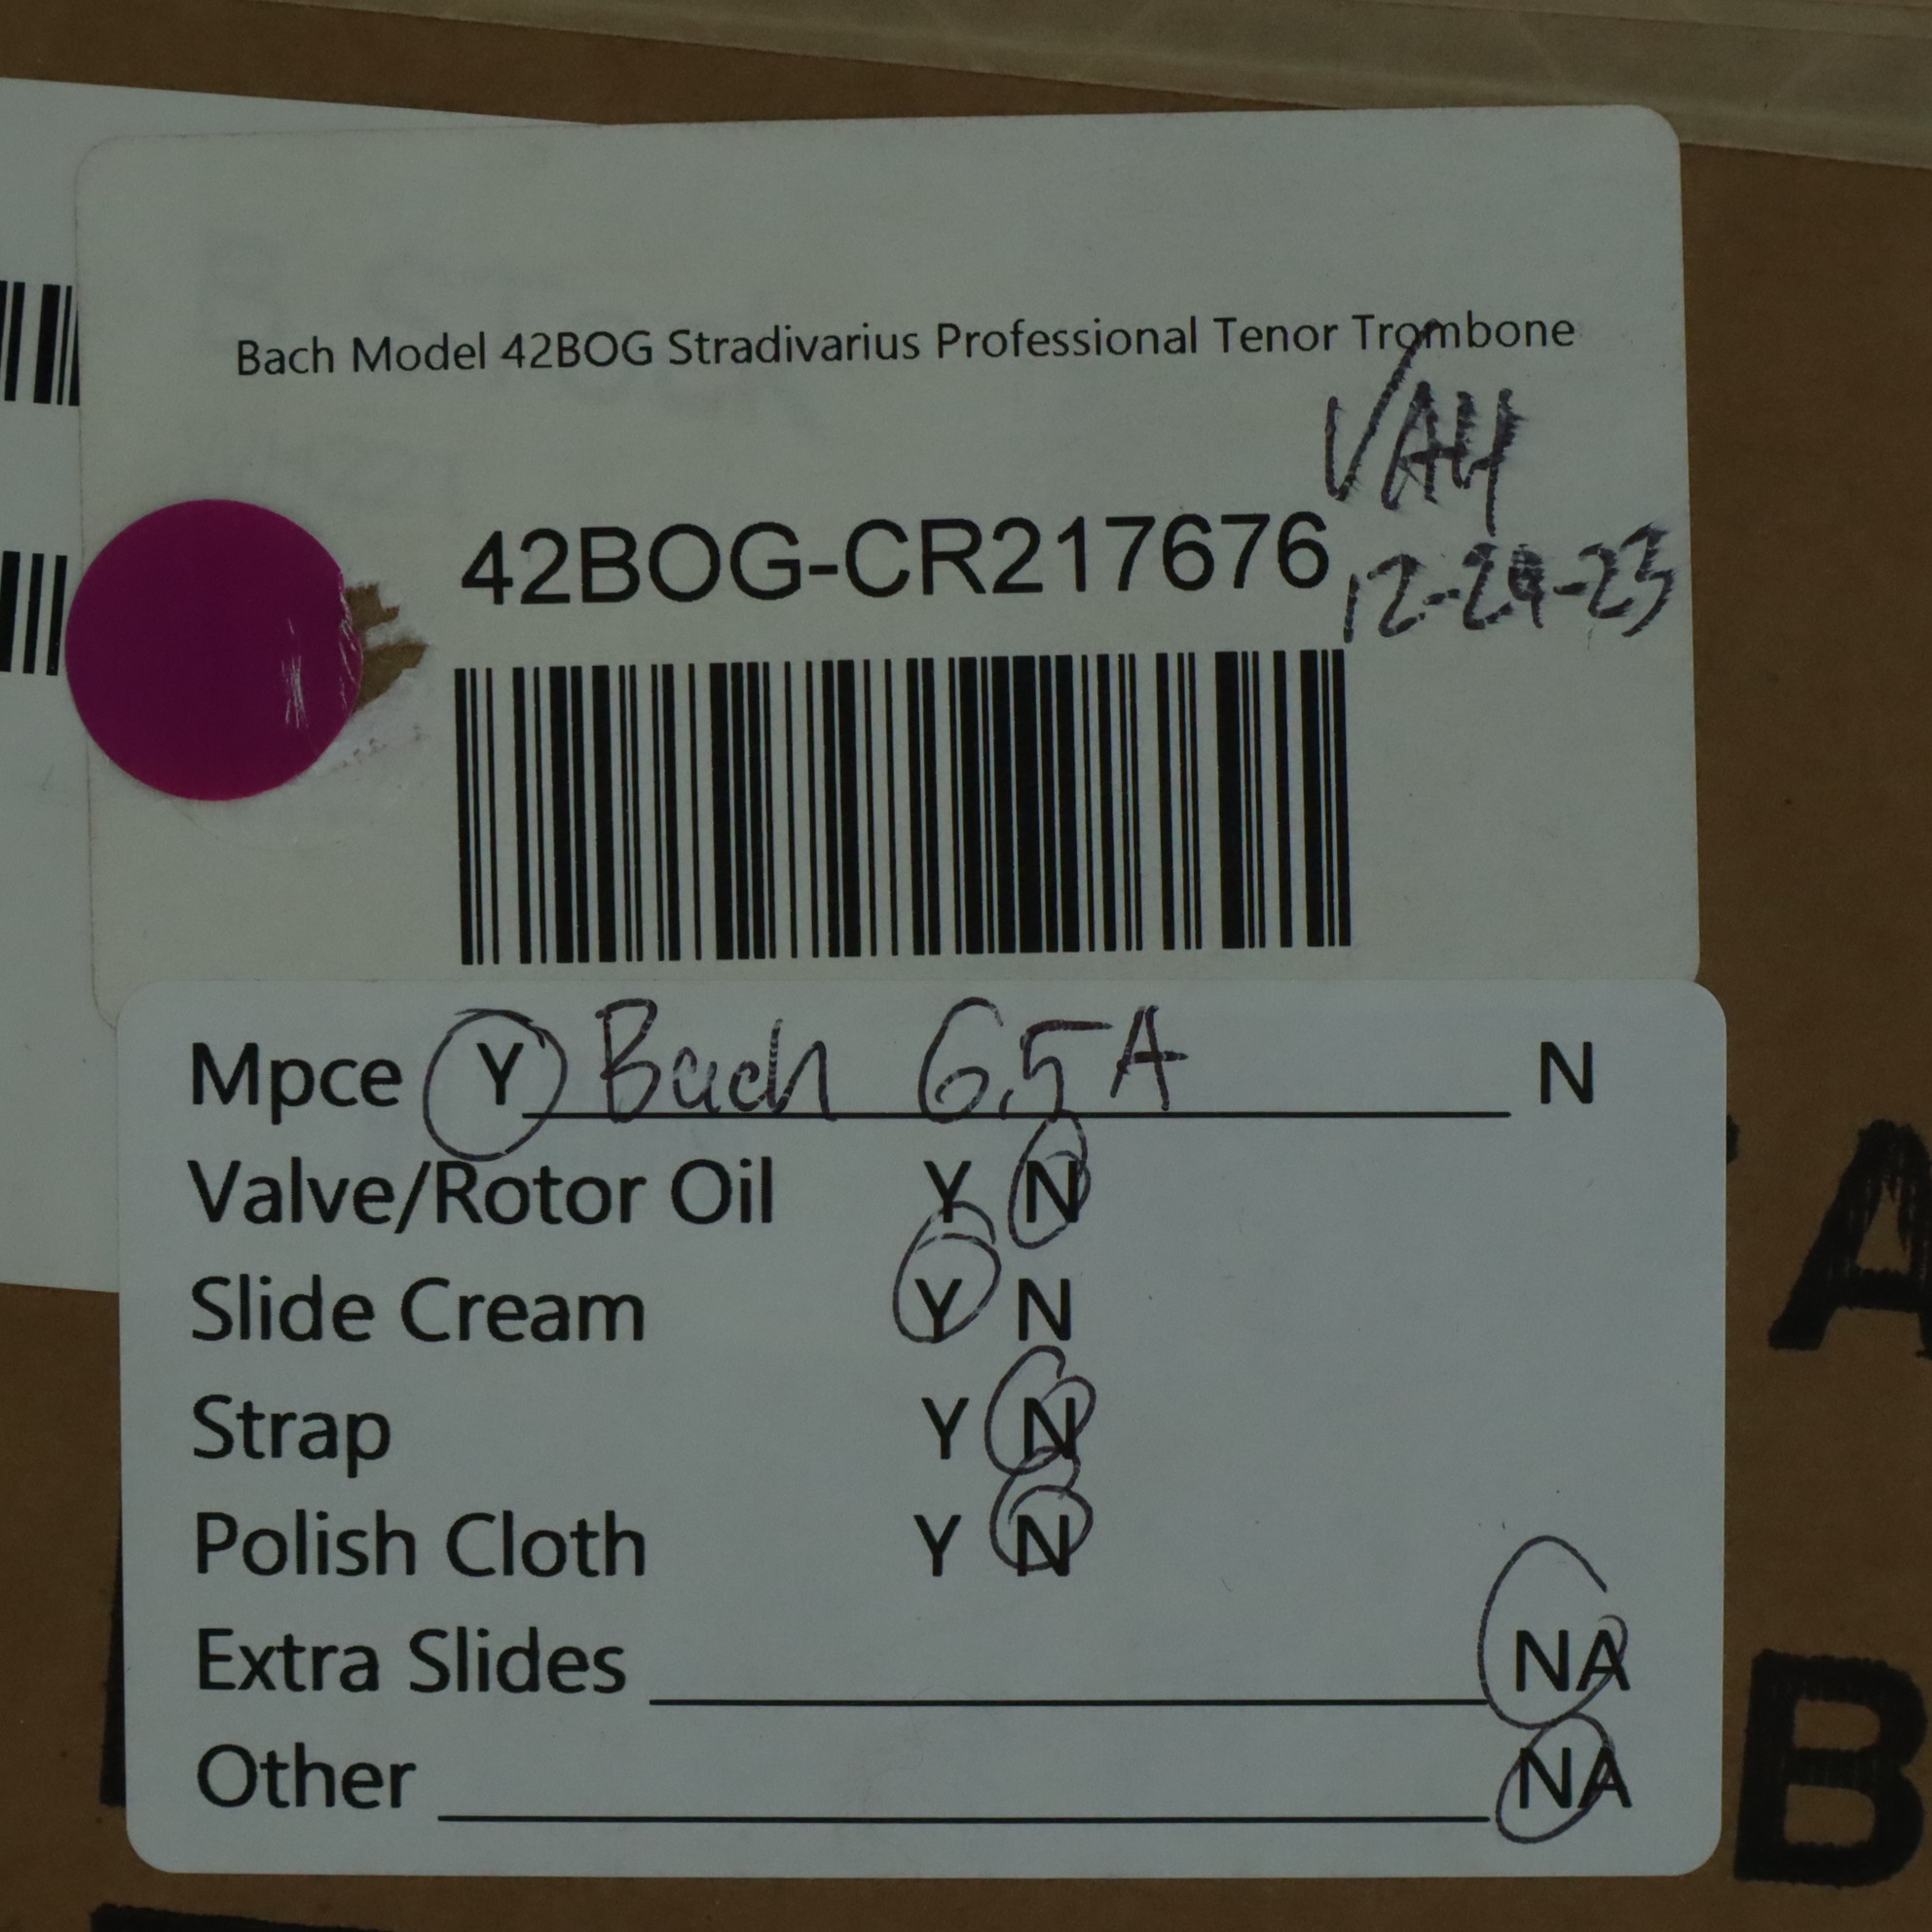 Bach Model 42BOG Stradivarius Professional Tenor Trombone
VAH
42BOG-CR217676
12-29-23
Mpce Y Bach 6.5A N
Valve/Rotor Oil Y N
Slide Cream Y N
Strap Y N
Polish Cloth Y N
Extra Slides NA
Other NA
A
B